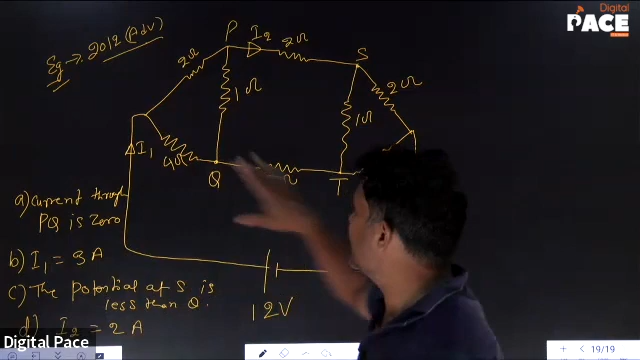 Digital
PACE
Eg → 2012 (Adv)
P
I2
2Ω
2Ω
S
2Ω
1Ω
1Ω
I1
4Ω
Q
Ω
T
a) Current through
PQ is zero
b) I1 = 3 A
c) The potential at S is
less than Q.
d) I2 = 2 A
12V
Digital Pace
19/19